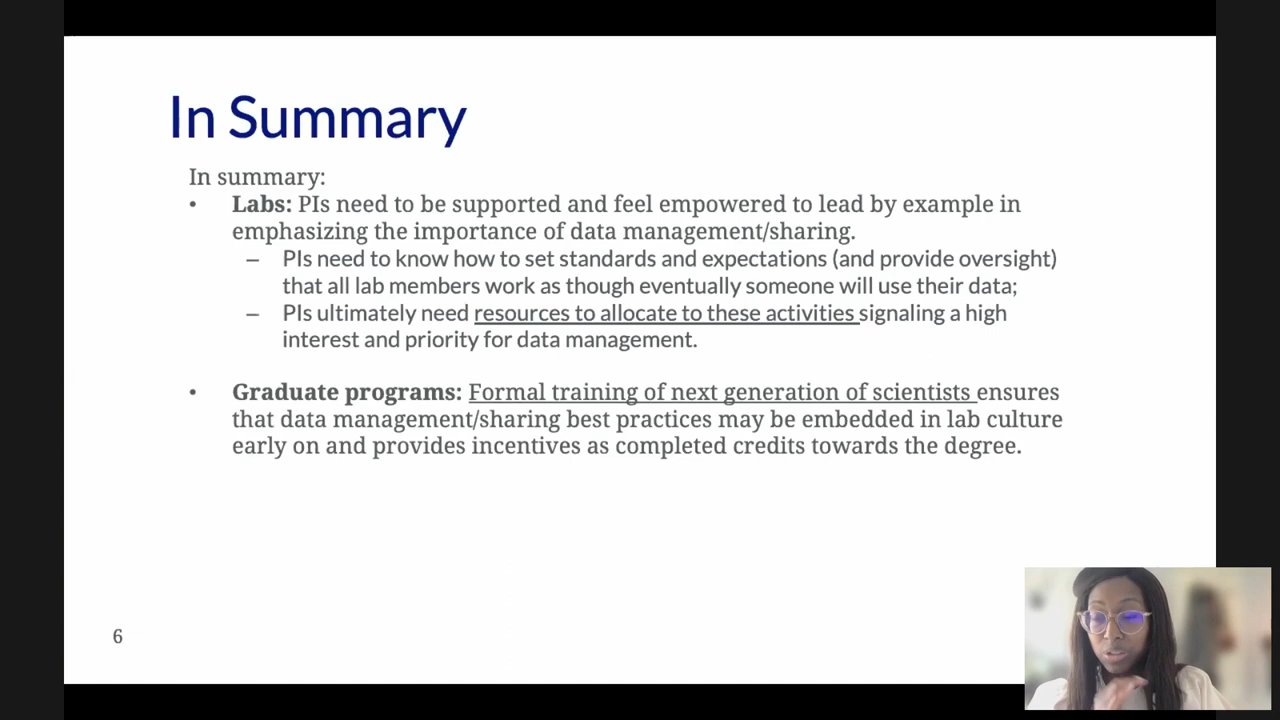 In Summary
In summary:
• Labs: PIs need to be supported and feel empowered to lead by example in
emphasizing the importance of data management/sharing.
– PIs need to know how to set standards and expectations (and provide oversight)
that all lab members work as though eventually someone will use their data;
– PIs ultimately need resources to allocate to these activities signaling a high
interest and priority for data management.
• Graduate programs: Formal training of next generation of scientists ensures
that data management/sharing best practices may be embedded in lab culture
early on and provides incentives as completed credits towards the degree.
6